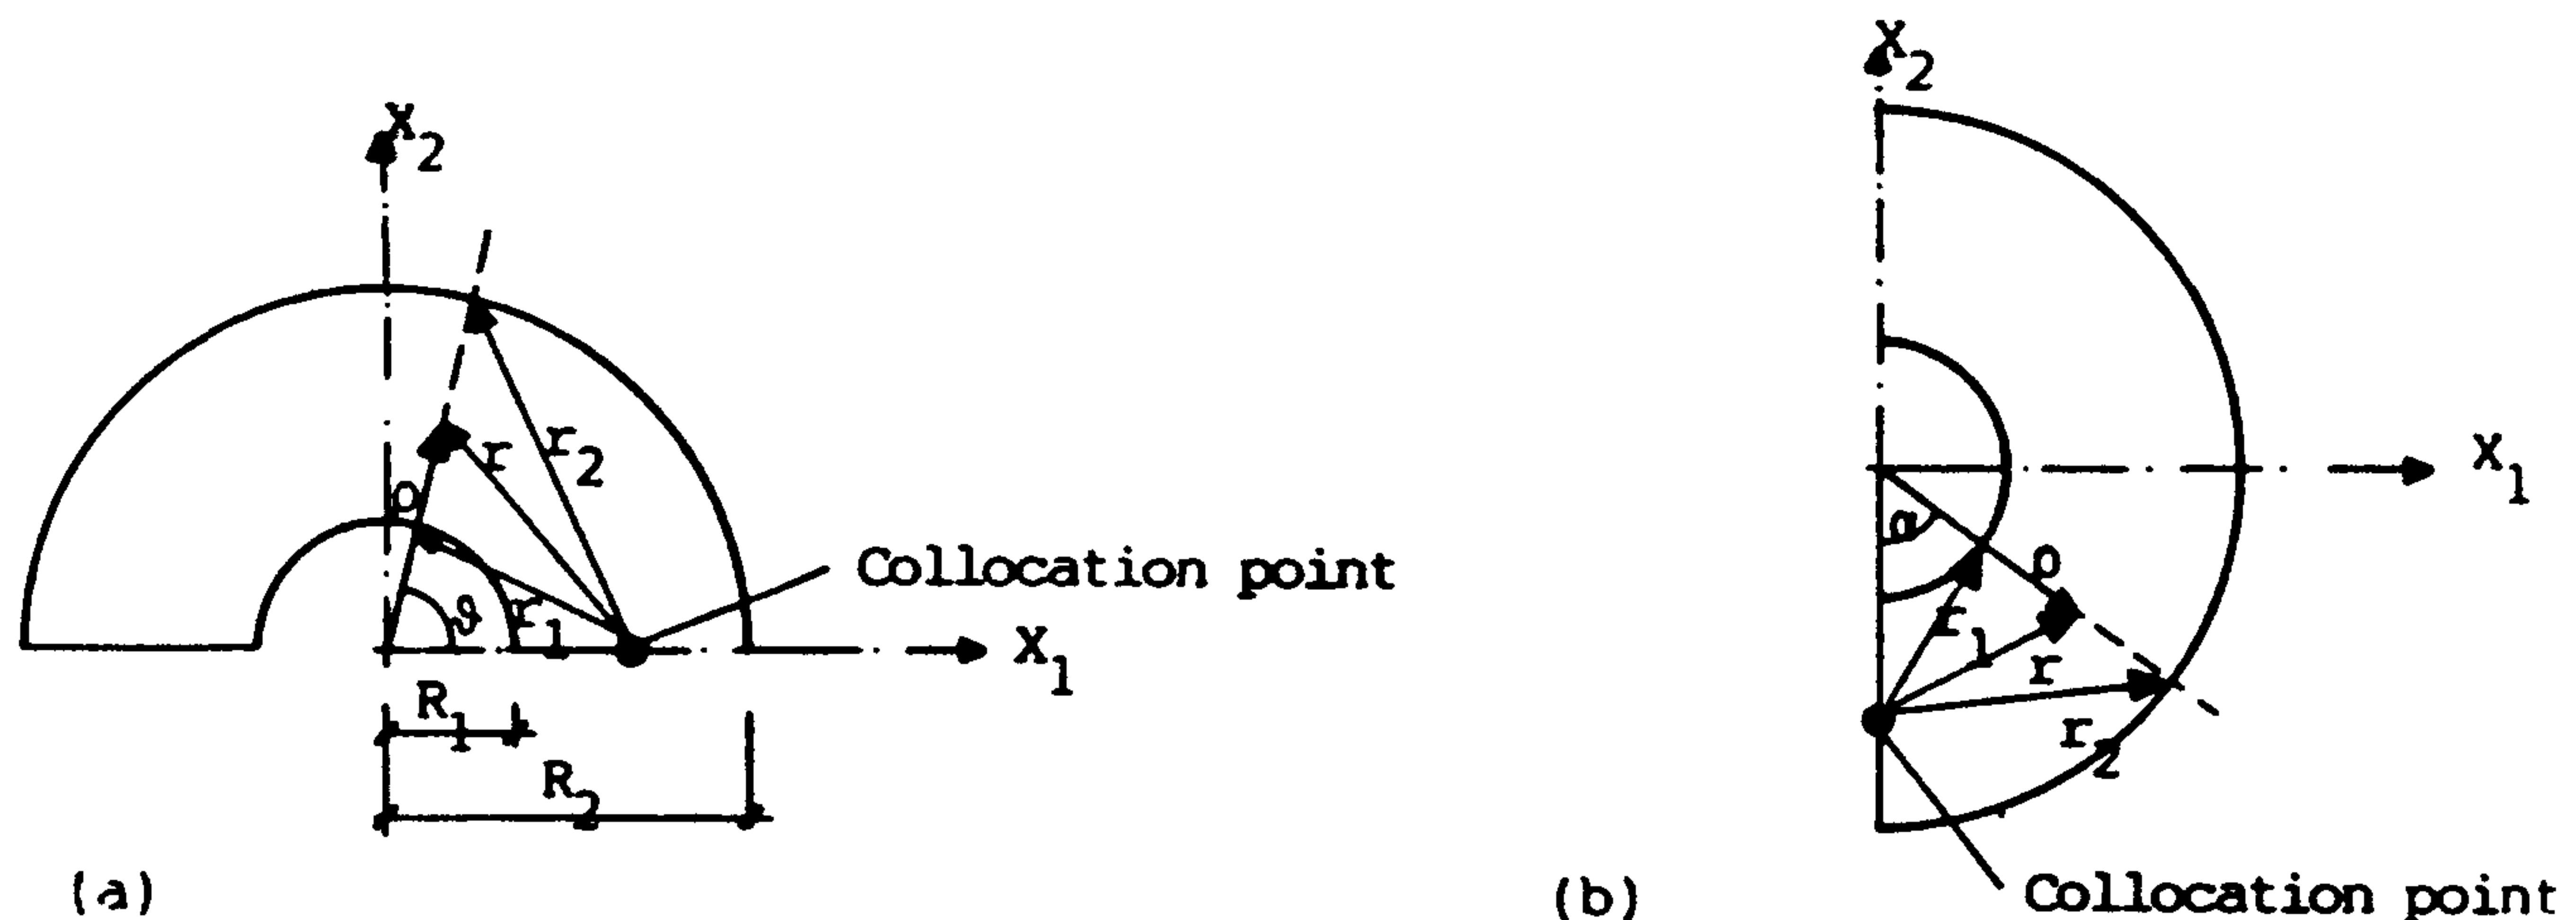 X₂
r₂
r
ρ
ϑ
r₁
Collocation point
X₁
R₁
R₂
(a)
X₂
X₁
α
ρ
r₁
r
r₂
Collocation point
(b)